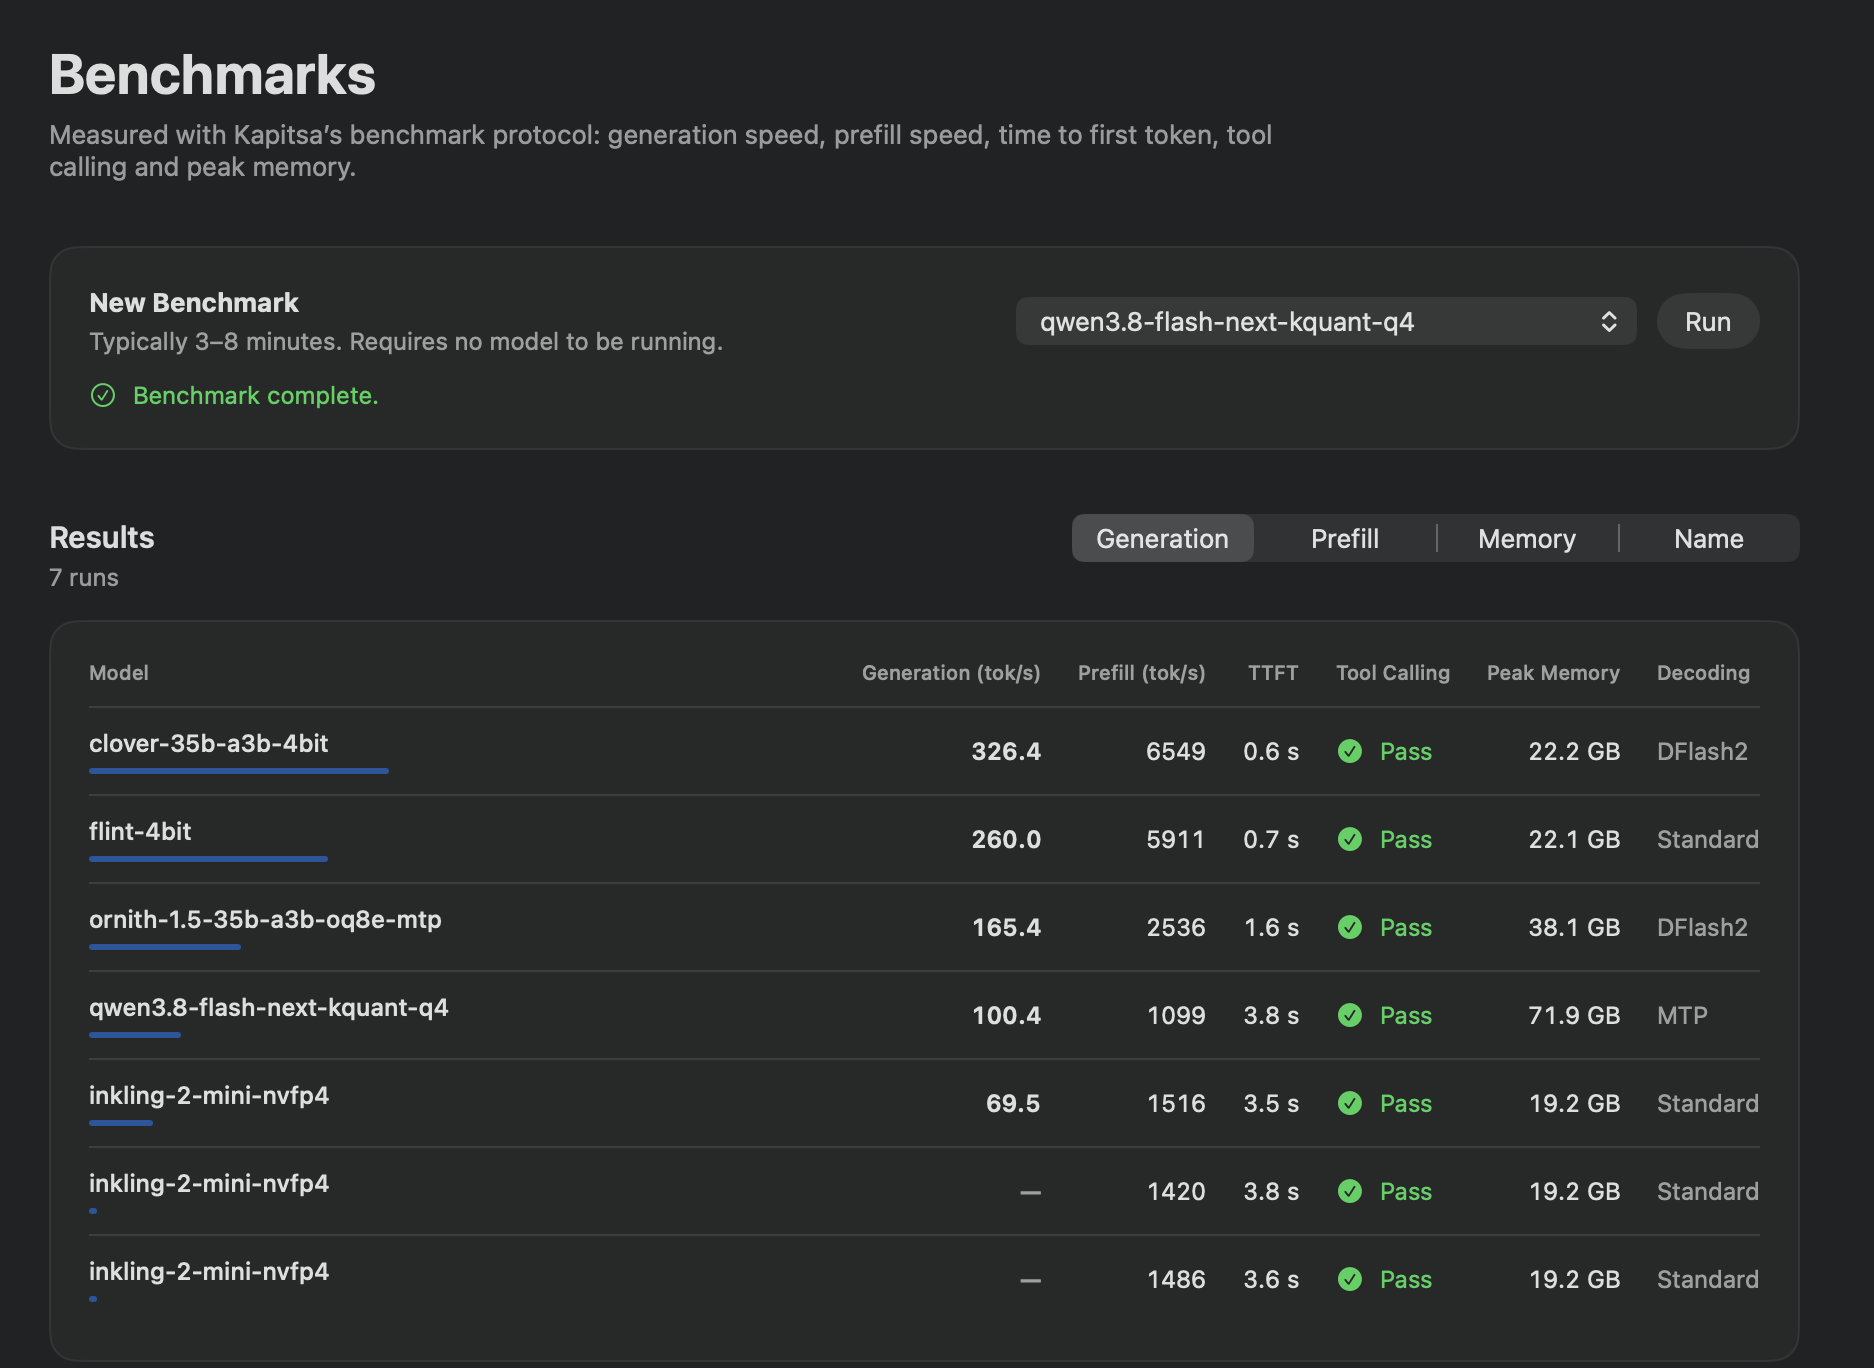 Benchmarks
Measured with Kapitsa’s benchmark protocol: generation speed, prefill speed, time to first token, tool
calling and peak memory.
New Benchmark
Typically 3–8 minutes. Requires no model to be running.
qwen3.8-flash-next-kquant-q4
Run
Benchmark complete.
Results
7 runs
Generation Prefill Memory Name
Model Generation (tok/s) Prefill (tok/s) TTFT Tool Calling Peak Memory Decoding
clover-35b-a3b-4bit 326.4 6549 0.6 s Pass 22.2 GB DFlash2
flint-4bit 260.0 5911 0.7 s Pass 22.1 GB Standard
ornith-1.5-35b-a3b-oq8e-mtp 165.4 2536 1.6 s Pass 38.1 GB DFlash2
qwen3.8-flash-next-kquant-q4 100.4 1099 3.8 s Pass 71.9 GB MTP
inkling-2-mini-nvfp4 69.5 1516 3.5 s Pass 19.2 GB Standard
inkling-2-mini-nvfp4 — 1420 3.8 s Pass 19.2 GB Standard
inkling-2-mini-nvfp4 — 1486 3.6 s Pass 19.2 GB Standard